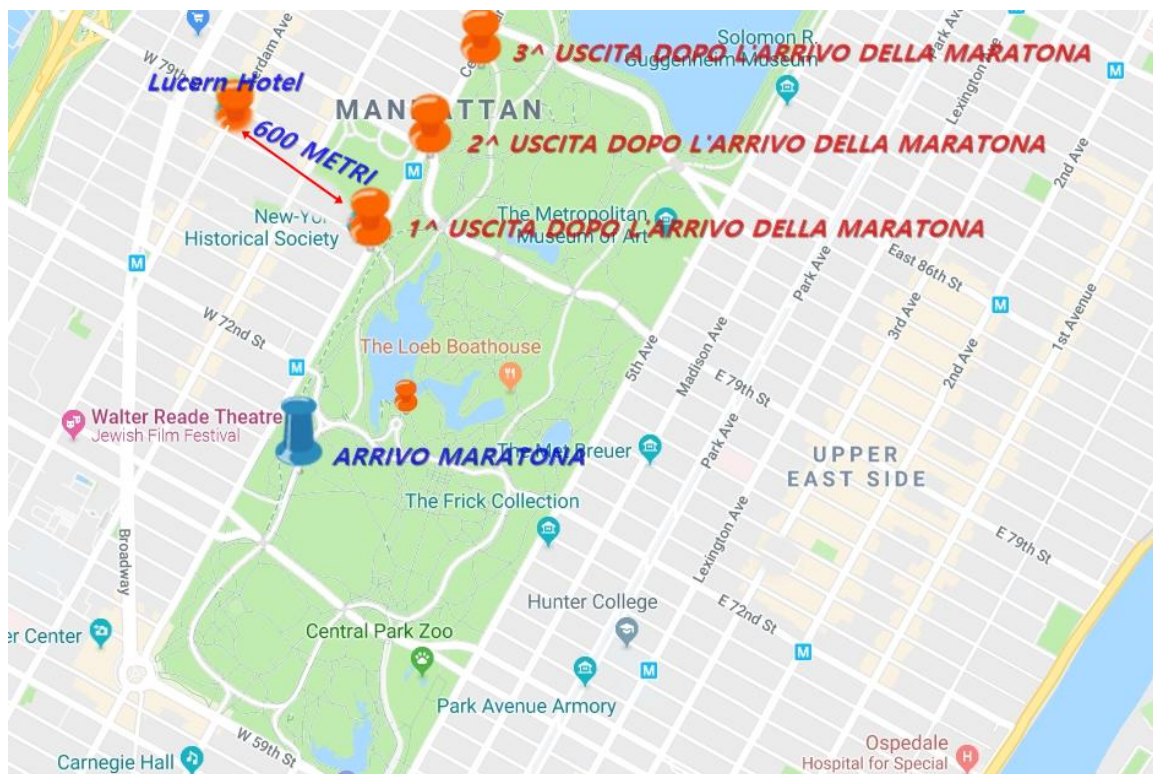 Park Ave
Lexington Ave
3^ USCITA DOPO L'ARRIVO DELLA MARATONA
Solomon R.
Guggenheim Museum
W 79th St
Lucern Hotel
MANHATTAN
2^ USCITA DOPO L'ARRIVO DELLA MARATONA
2nd Ave
600 METRI
M
M
Historical Society
1^ USCITA DOPO L'ARRIVO DELLA MARATONA
The Metropolitan
Museum of Art
Park Ave
East 86th St
M
M
3rd Ave
1st Avenue
W 72nd St
M
The Loeb Boathouse
5th Ave
Madison Ave
E 79th St
2nd Ave
Walter Reade Theatre
Jewish Film Festival
ARRIVO MARATONA
The Met Breuer
Park Ave
UPPER
EAST SIDE
The Frick Collection
Lexington Ave
E 79th St
Broadway
Hunter College
E 72nd St
er Center
Central Park Zoo
M
M
Park Avenue Armory
W 59th St
Carnegie Hall
Ospedale
Hospital for Special
H